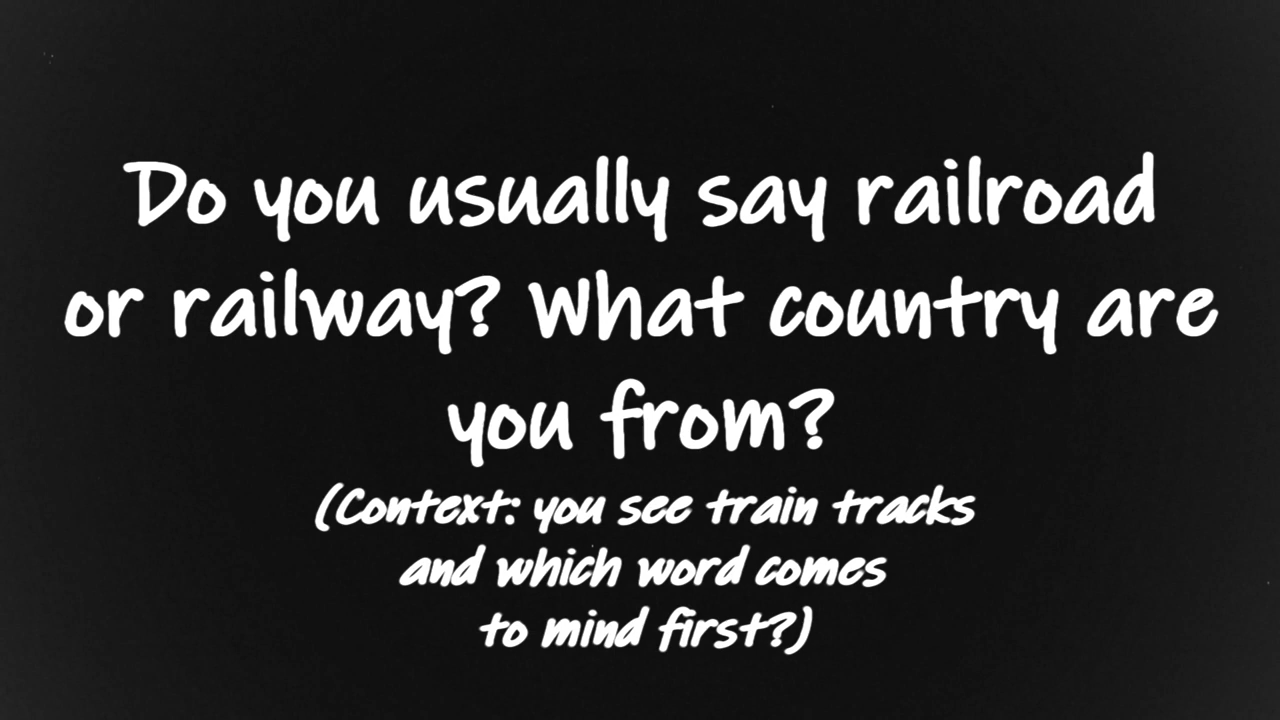 Do you usually say railroad
or railway? What country are
you from?
(Context: you see train tracks
and which word comes
to mind first?)